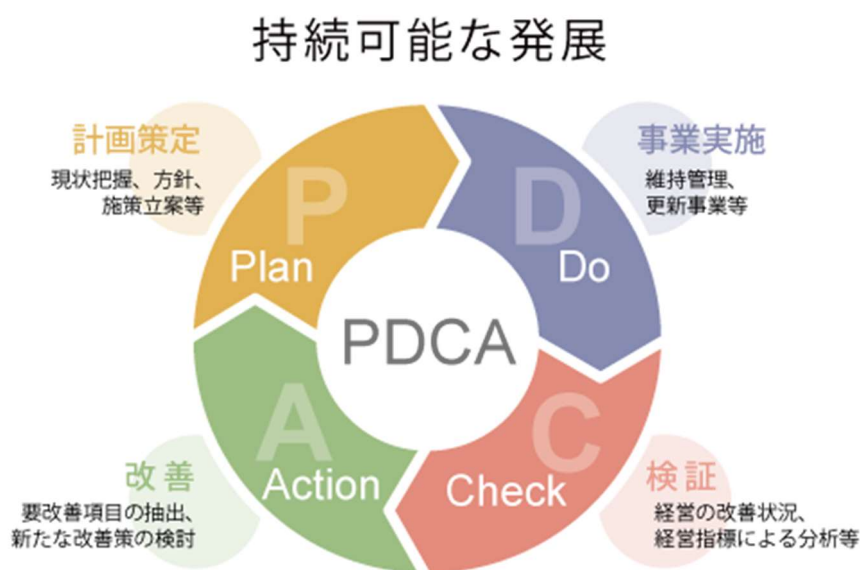 持続可能な発展
計画策定
現状把握、方針、
施策立案等
P
Plan
事業実施
維持管理、
更新事業等
D
Do
PDCA
改善
要改善項目の抽出、
新たな改善策の検討
A
Action
検証
経営の改善状況、
経営指標による分析等
C
Check